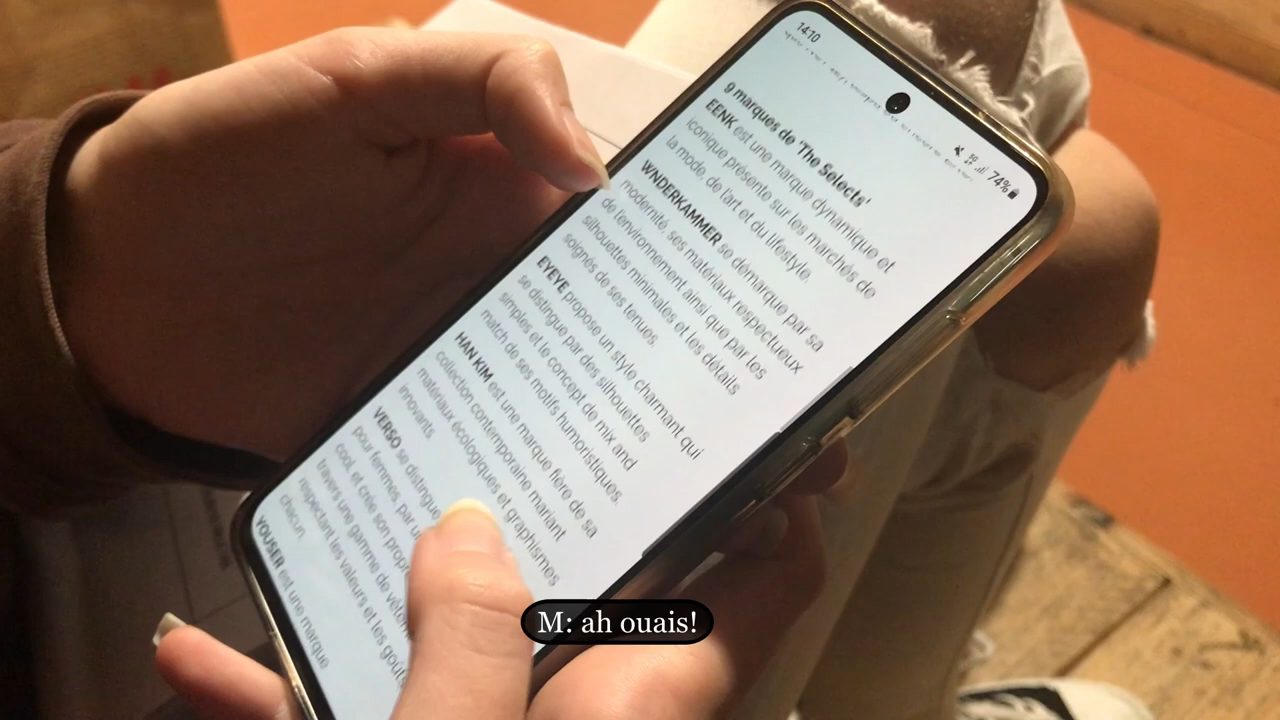 14:10
5G
74%
9 marques de 'The Selects'
EENK est une marque dynamique et
iconique présente sur les marchés de
la mode, de l'art et du lifestyle.
WNDERKAMMER se démarque par sa
modernité, ses matériaux respectueux
de l'environnement ainsi que par les
silhouettes minimales et les détails
soignés de ses tenues.
EYEYE propose un style charmant qui
se distingue par des silhouettes
simples et le concept de mix and
match de ses motifs humoristiques.
HAN KIM est une marque fière de sa
collection contemporaine mariant
matériaux écologiques et graphismes
innovants.
VERSO se distingue
pour femmes par
cool et crée son
travers une gamme de
respectant les valeurs et les
chacun.
YOUSER est une marque
M: ah ouais!